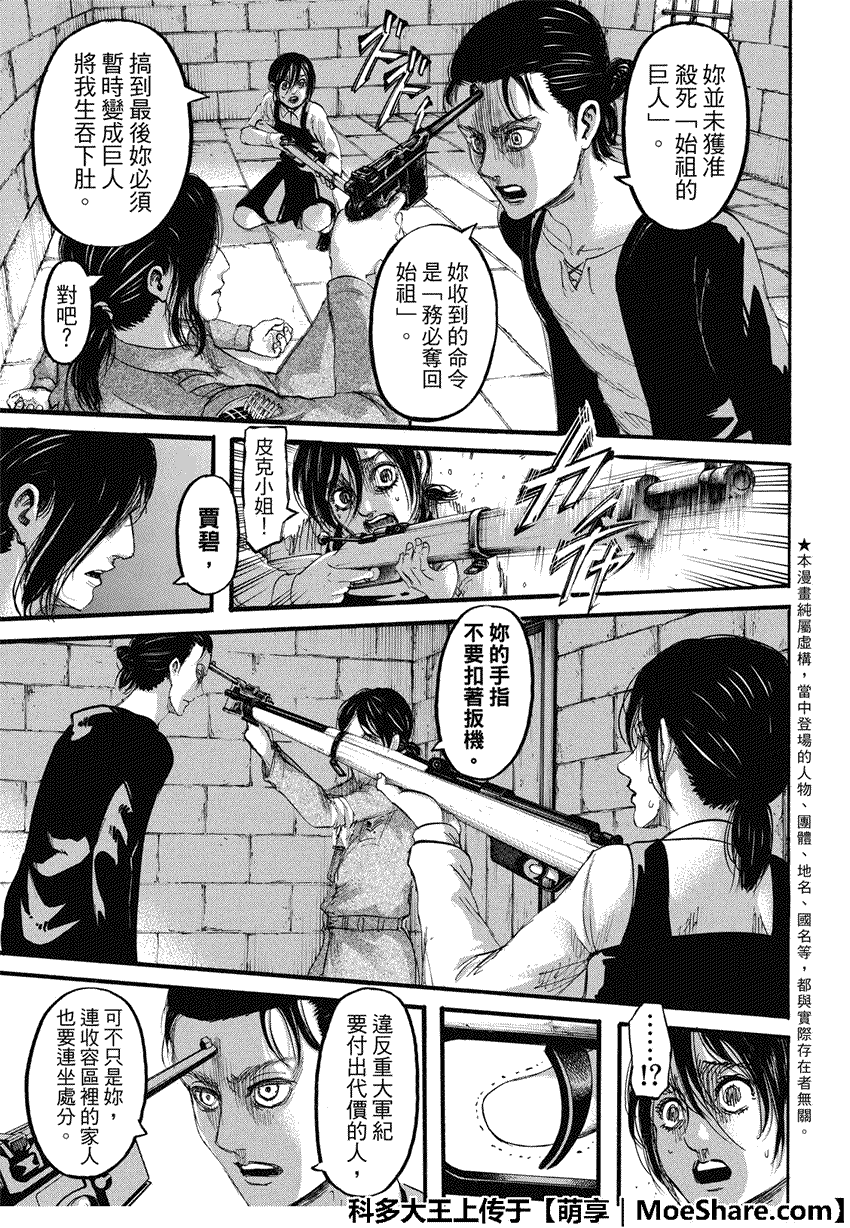 妳並未獲准
殺死「始祖的
巨人」。
妳收到的命令
是「務必奪回
始祖」。
搞到最後妳必須
暫時變成巨人
將我生吞下肚。
對吧？
皮克小姐！
賈碧，
妳的手指
不要扣著扳機。
……!?
違反重大軍紀
要付出代價的人，
可不只是妳，
連收容區裡的家人
也要連坐處分。
★本漫畫純屬虛構，當中登場的人物、團體、地名、國名等，都與實際存在者無關。
科多大王上传于【萌享｜MoeShare.com】